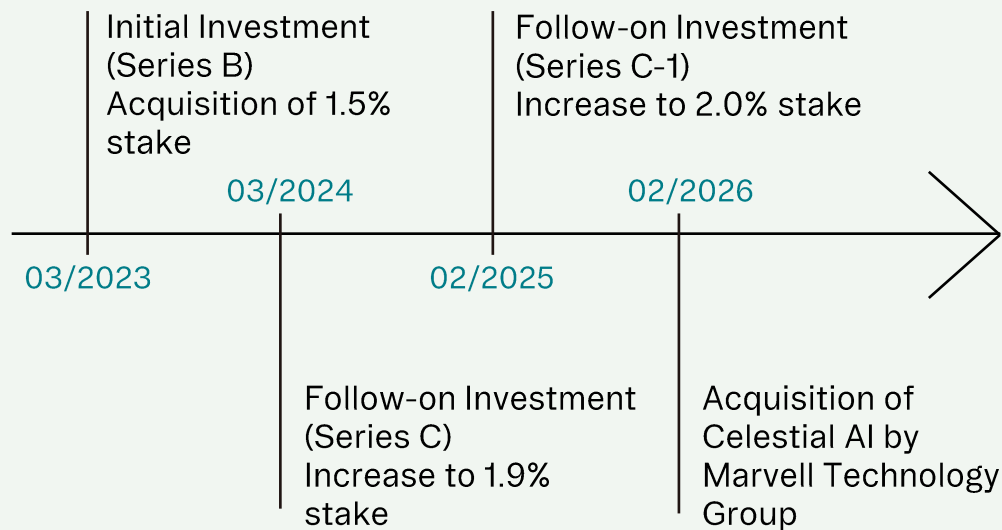 Initial Investment
(Series B)
Acquisition of 1.5%
stake
Follow-on Investment
(Series C-1)
Increase to 2.0% stake
03/2024
02/2026
03/2023
02/2025
Follow-on Investment
(Series C)
Increase to 1.9%
stake
Acquisition of
Celestial AI by
Marvell Technology
Group